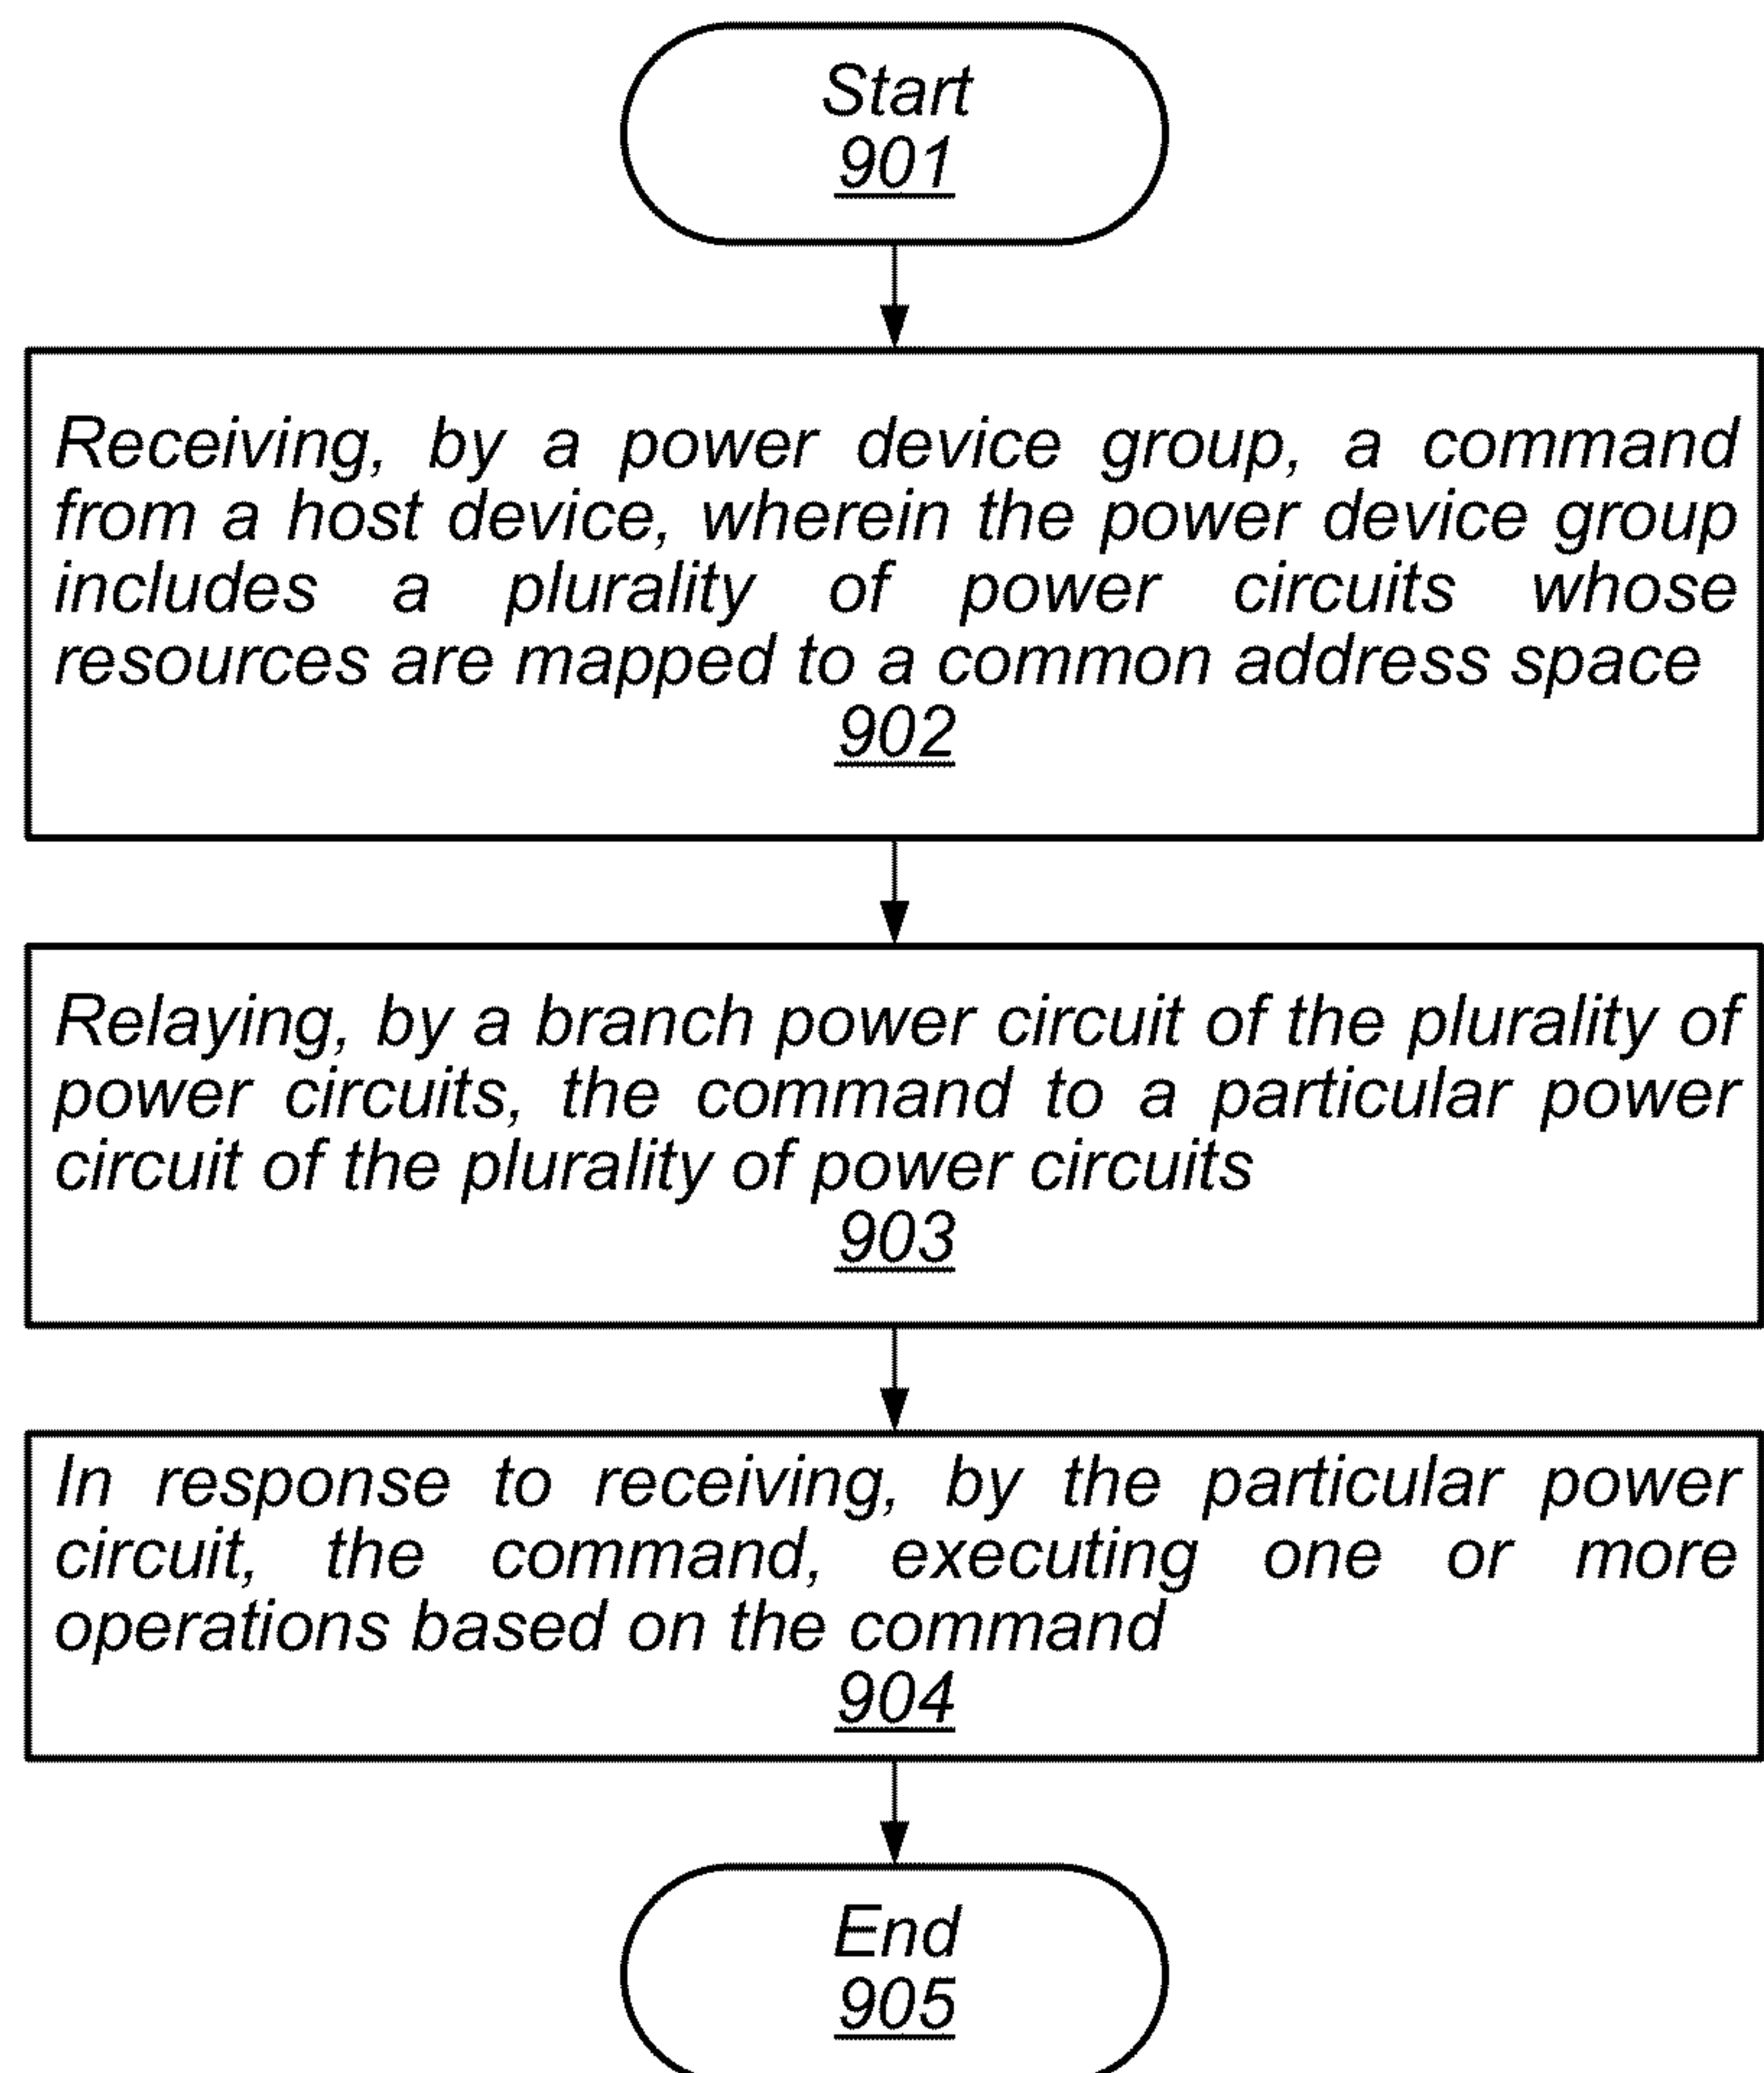 Start
901
Receiving, by a power device group, a command
from a host device, wherein the power device group
includes a plurality of power circuits whose
resources are mapped to a common address space
902
Relaying, by a branch power circuit of the plurality of
power circuits, the command to a particular power
circuit of the plurality of power circuits
903
In response to receiving, by the particular power
circuit, the command, executing one or more
operations based on the command
904
End
905